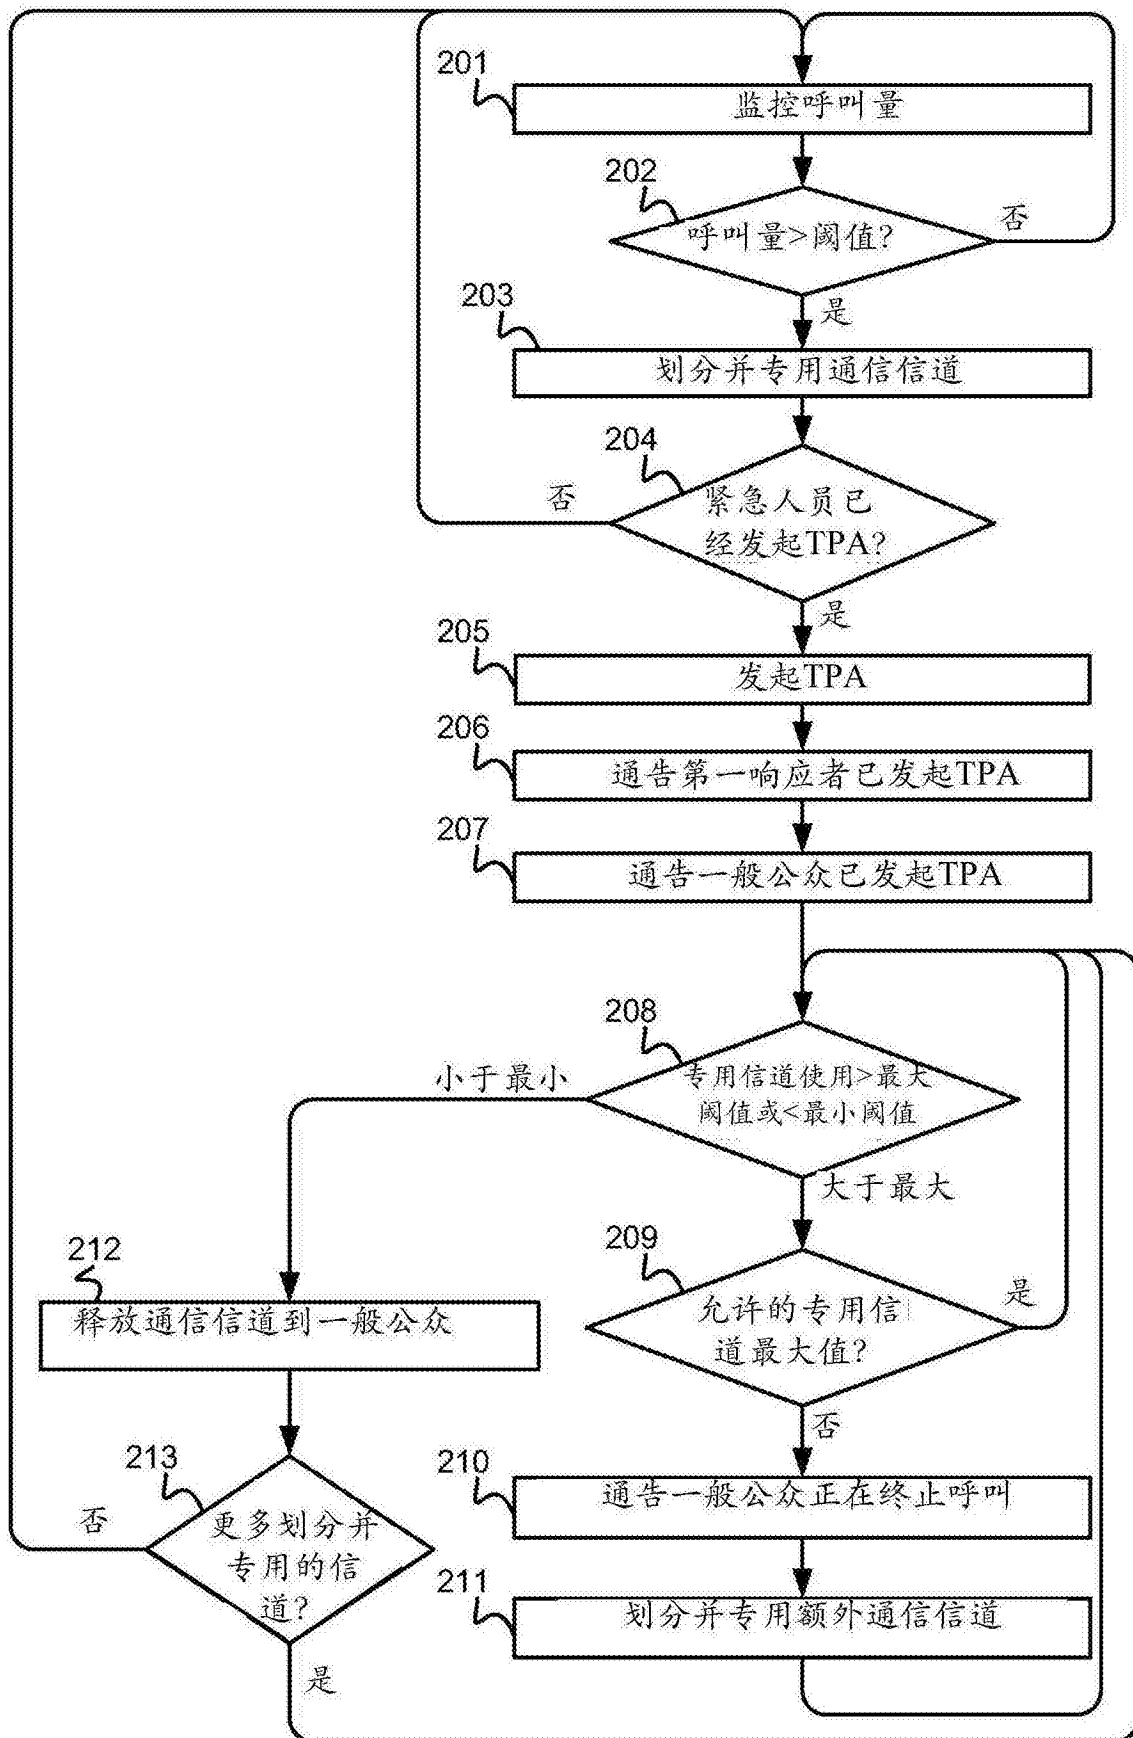 201
监控呼叫量
202
呼叫量>阈值?
否
是
203
划分并专用通信信道
204
紧急人员已
经发起TPA?
否
是
205
发起TPA
206
通告第一响应者已发起TPA
207
通告一般公众已发起TPA
208
专用信道使用>最大
阈值或<最小阈值
小于最小
大于最大
209
允许的专用信
道最大值?
是
否
210
通告一般公众正在终止呼叫
211
划分并专用额外通信信道
212
释放通信信道到一般公众
213
更多划分并
专用的信
道?
否
是